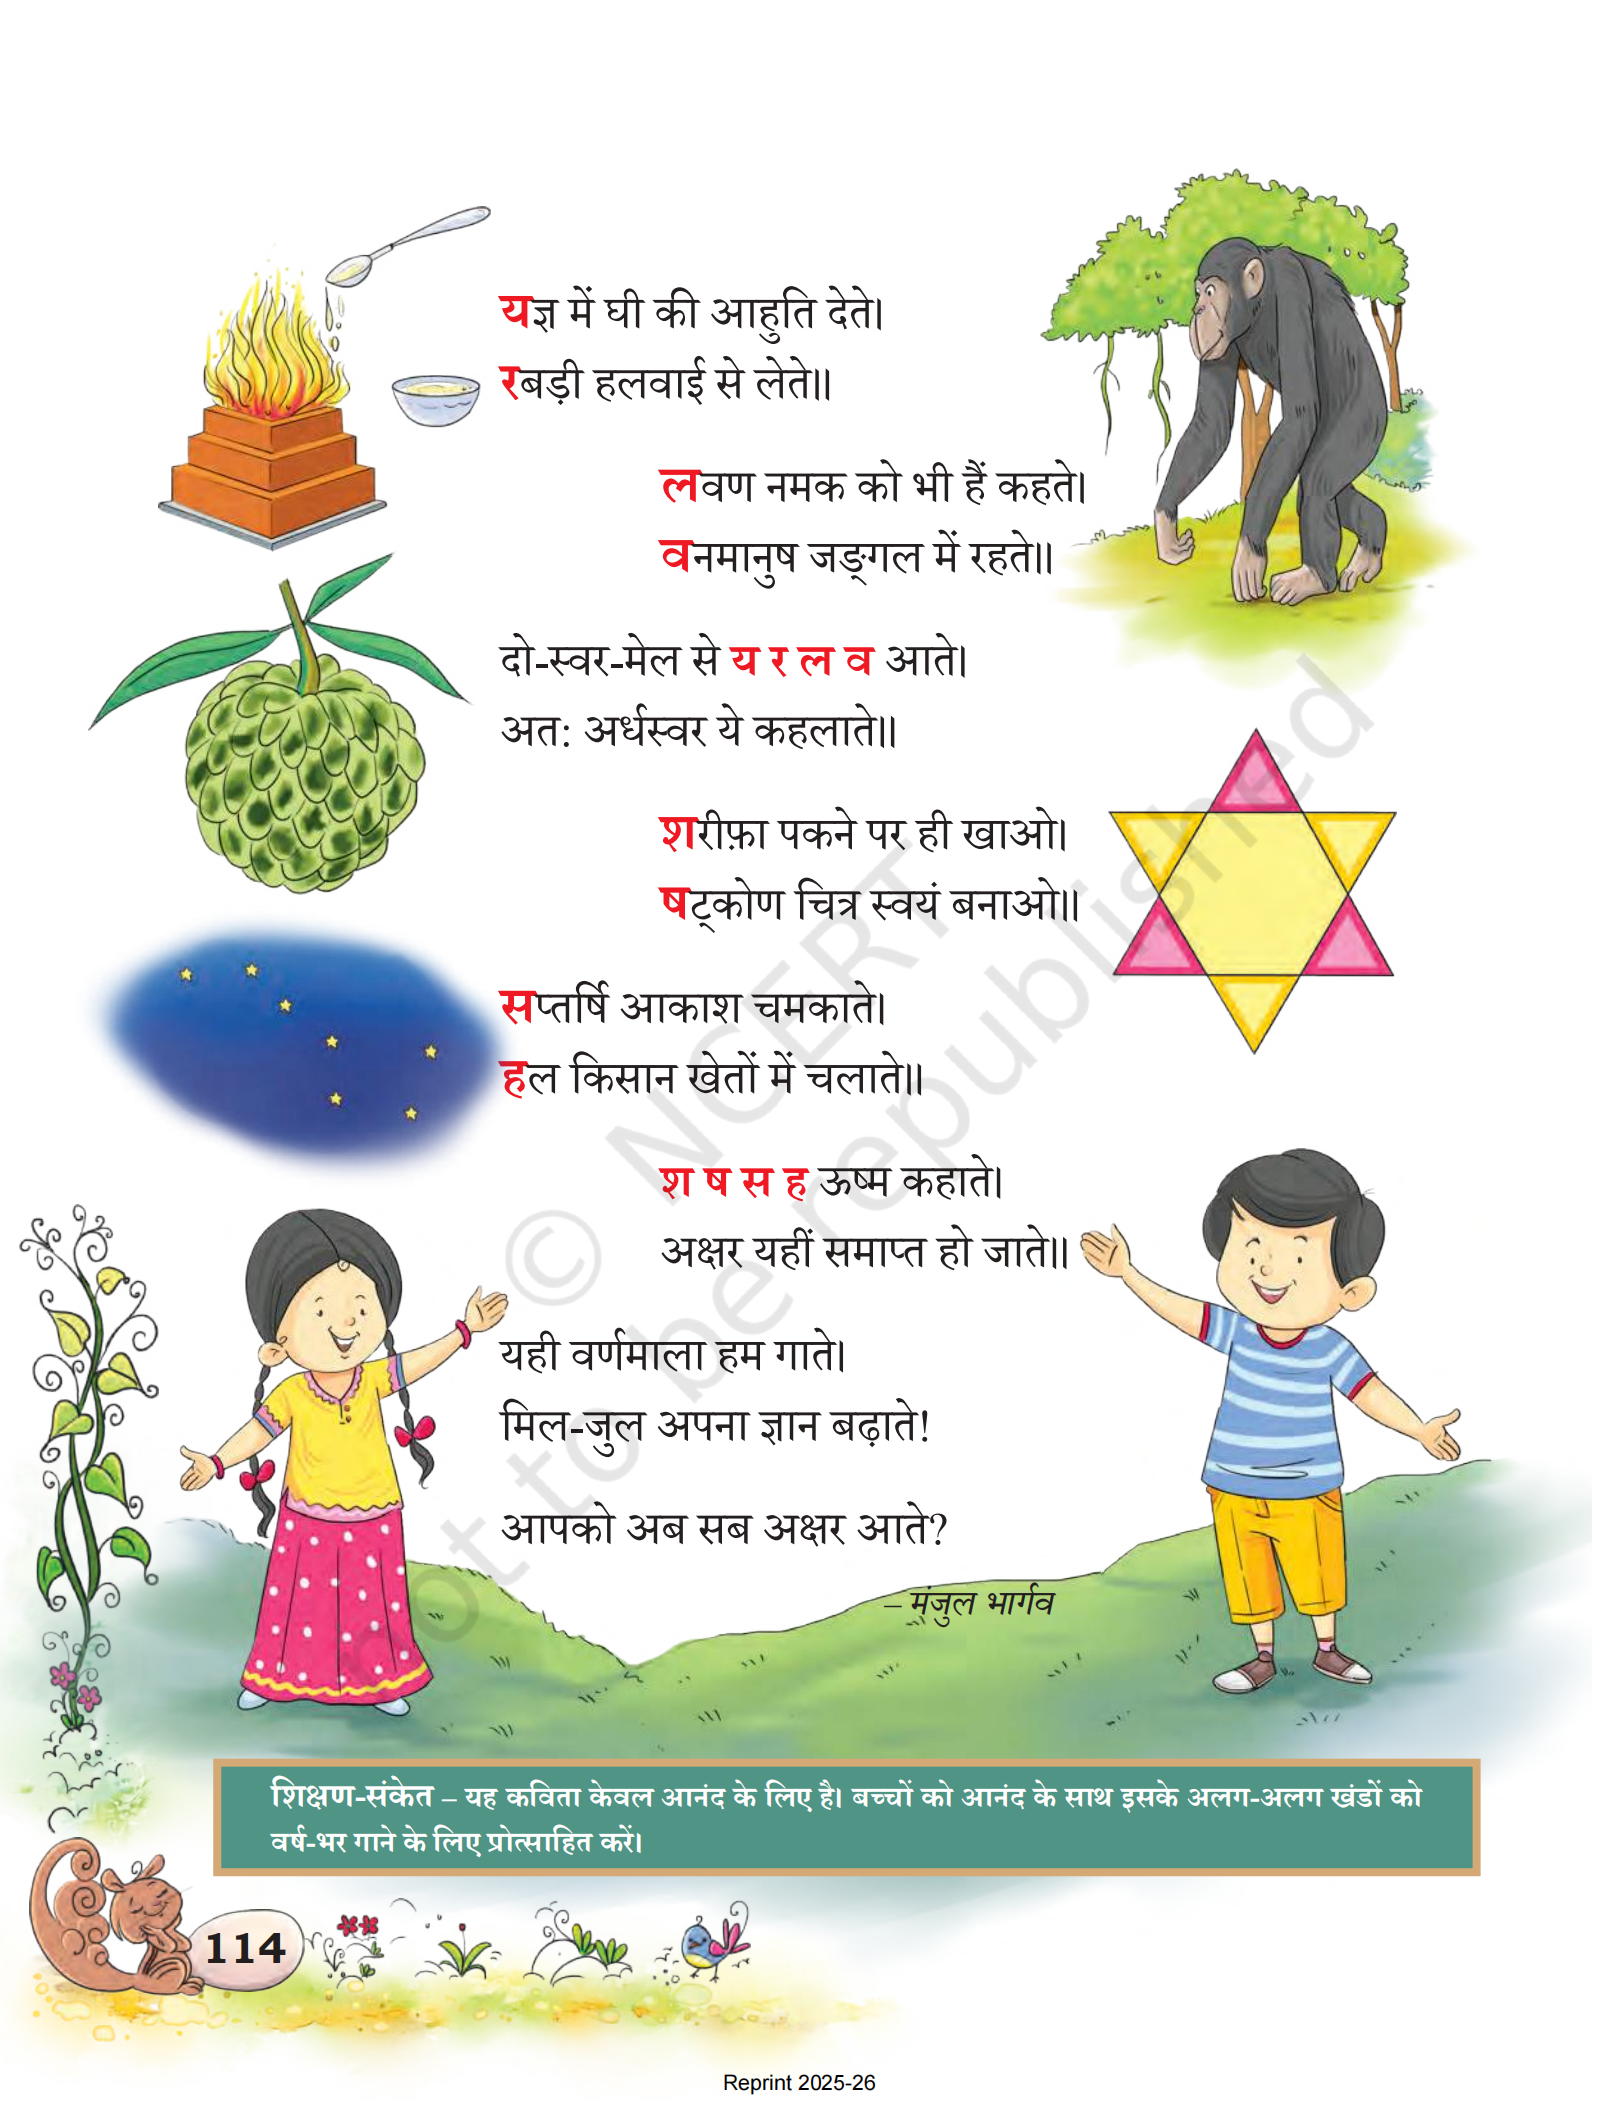 यज्ञ में घी की आहुति देते।
रबड़ी हलवाई से लेते॥
लवण नमक को भी हैं कहते।
वनमानुष जङ्गल में रहते॥
दो-स्वर-मेल से य र ल व आते।
अत: अर्धस्वर ये कहलाते॥
शरीफ़ा पकने पर ही खाओ।
षट्कोण चित्र स्वयं बनाओ॥
सप्तर्षि आकाश चमकाते।
हल किसान खेतों में चलाते॥
श ष स ह ऊष्म कहाते।
अक्षर यहीं समाप्त हो जाते॥
यही वर्णमाला हम गाते।
मिल-जुल अपना ज्ञान बढ़ाते!
आपको अब सब अक्षर आते?
– मंजुल भार्गव
शिक्षण-संकेत – यह कविता केवल आनंद के लिए है। बच्चों को आनंद के साथ इसके अलग-अलग खंडों को
वर्ष-भर गाने के लिए प्रोत्साहित करें।
114
© NCERT
not to be republished
Reprint 2025-26